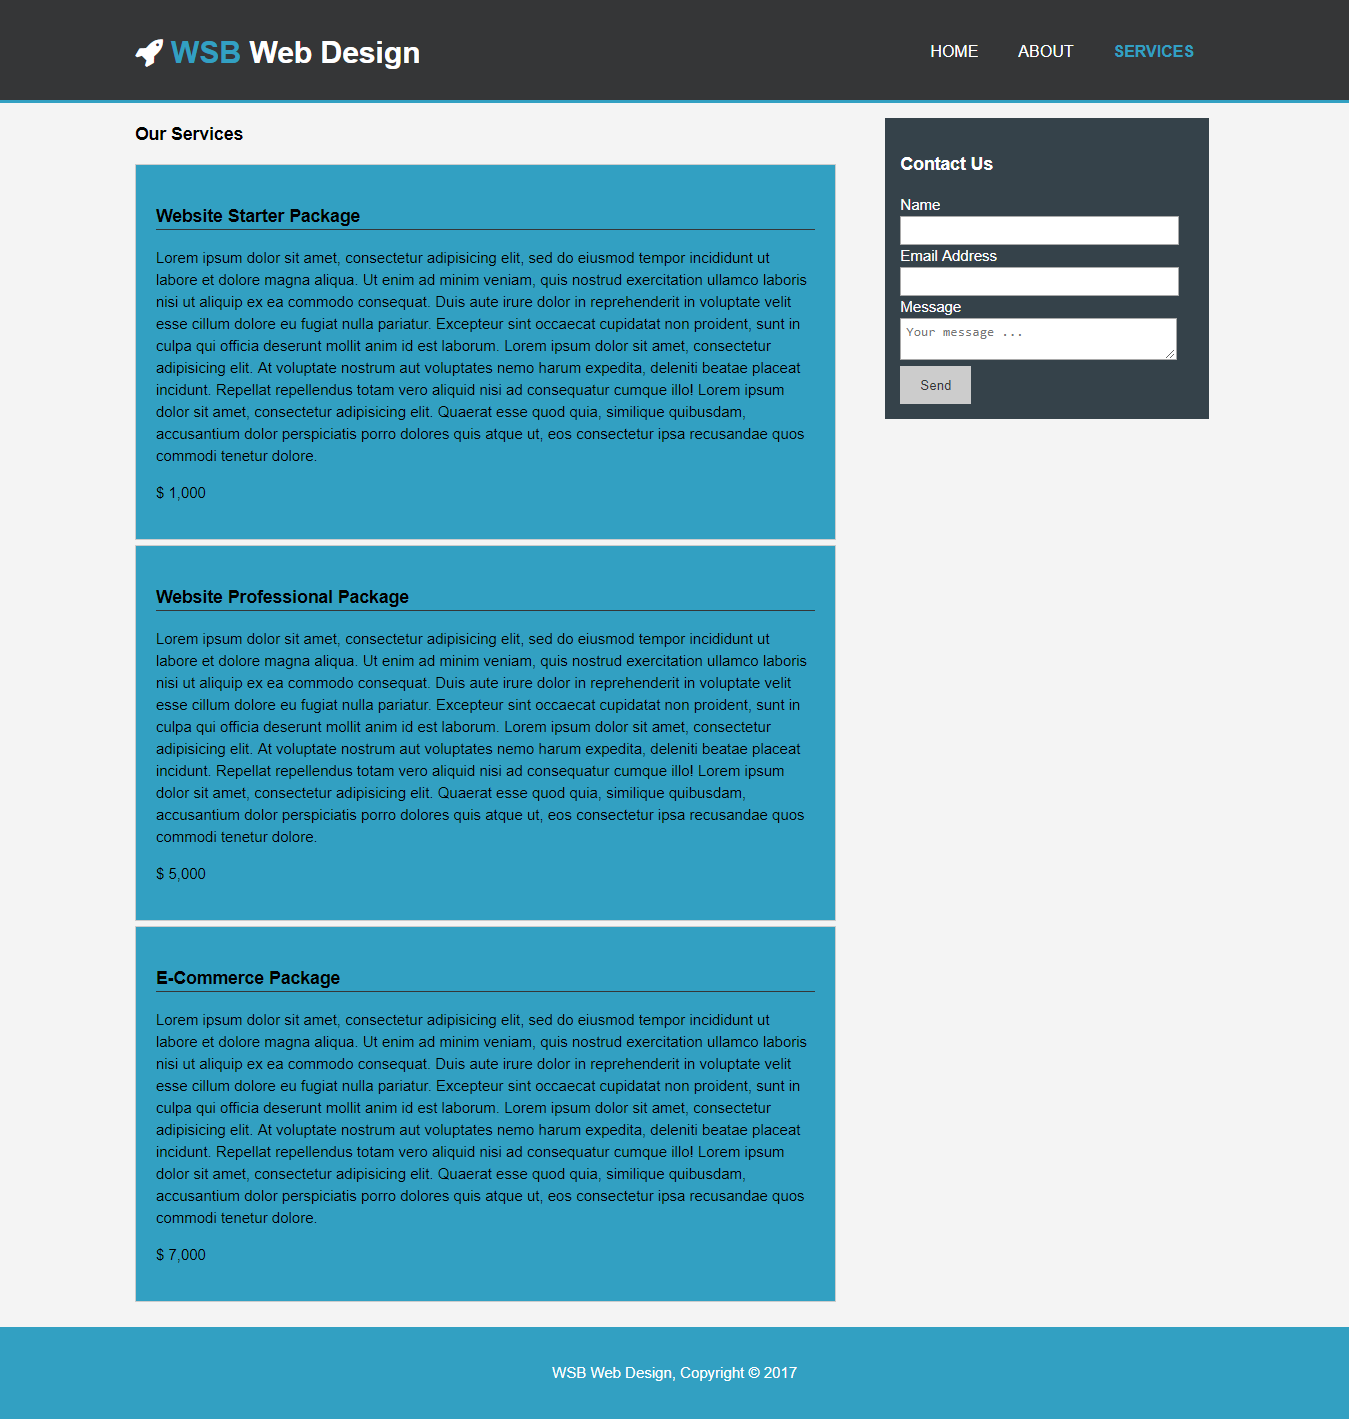 WSB Web Design
HOME ABOUT SERVICES
Our Services
Website Starter Package
Lorem ipsum dolor sit amet, consectetur adipisicing elit, sed do eiusmod tempor incididunt ut
labore et dolore magna aliqua. Ut enim ad minim veniam, quis nostrud exercitation ullamco laboris
nisi ut aliquip ex ea commodo consequat. Duis aute irure dolor in reprehenderit in voluptate velit
esse cillum dolore eu fugiat nulla pariatur. Excepteur sint occaecat cupidatat non proident, sunt in
culpa qui officia deserunt mollit anim id est laborum. Lorem ipsum dolor sit amet, consectetur
adipisicing elit. At voluptate nostrum aut voluptates nemo harum expedita, deleniti beatae placeat
incidunt. Repellat repellendus totam vero aliquid nisi ad consequatur cumque illo! Lorem ipsum
dolor sit amet, consectetur adipisicing elit. Quaerat esse quod quia, similique quibusdam,
accusantium dolor perspiciatis porro dolores quis atque ut, eos consectetur ipsa recusandae quos
commodi tenetur dolore.
$ 1,000
Website Professional Package
Lorem ipsum dolor sit amet, consectetur adipisicing elit, sed do eiusmod tempor incididunt ut
labore et dolore magna aliqua. Ut enim ad minim veniam, quis nostrud exercitation ullamco laboris
nisi ut aliquip ex ea commodo consequat. Duis aute irure dolor in reprehenderit in voluptate velit
esse cillum dolore eu fugiat nulla pariatur. Excepteur sint occaecat cupidatat non proident, sunt in
culpa qui officia deserunt mollit anim id est laborum. Lorem ipsum dolor sit amet, consectetur
adipisicing elit. At voluptate nostrum aut voluptates nemo harum expedita, deleniti beatae placeat
incidunt. Repellat repellendus totam vero aliquid nisi ad consequatur cumque illo! Lorem ipsum
dolor sit amet, consectetur adipisicing elit. Quaerat esse quod quia, similique quibusdam,
accusantium dolor perspiciatis porro dolores quis atque ut, eos consectetur ipsa recusandae quos
commodi tenetur dolore.
$ 5,000
E-Commerce Package
Lorem ipsum dolor sit amet, consectetur adipisicing elit, sed do eiusmod tempor incididunt ut
labore et dolore magna aliqua. Ut enim ad minim veniam, quis nostrud exercitation ullamco laboris
nisi ut aliquip ex ea commodo consequat. Duis aute irure dolor in reprehenderit in voluptate velit
esse cillum dolore eu fugiat nulla pariatur. Excepteur sint occaecat cupidatat non proident, sunt in
culpa qui officia deserunt mollit anim id est laborum. Lorem ipsum dolor sit amet, consectetur
adipisicing elit. At voluptate nostrum aut voluptates nemo harum expedita, deleniti beatae placeat
incidunt. Repellat repellendus totam vero aliquid nisi ad consequatur cumque illo! Lorem ipsum
dolor sit amet, consectetur adipisicing elit. Quaerat esse quod quia, similique quibusdam,
accusantium dolor perspiciatis porro dolores quis atque ut, eos consectetur ipsa recusandae quos
commodi tenetur dolore.
$ 7,000
Contact Us
Name
Email Address
Message
Your message ...
Send
WSB Web Design, Copyright © 2017